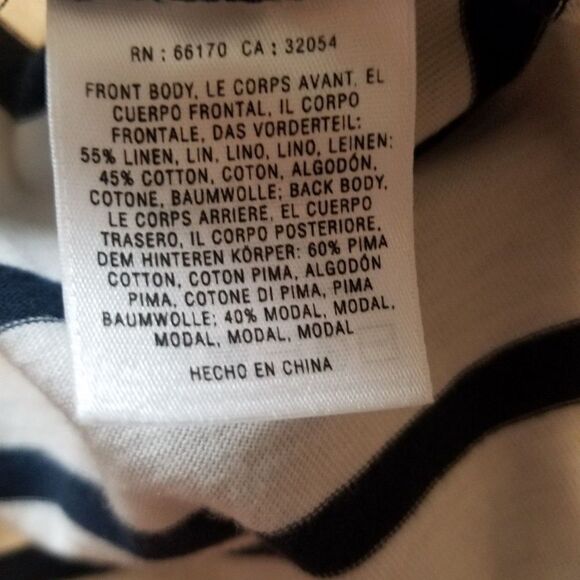 RN : 66170 CA : 32054
FRONT BODY, LE CORPS AVANT, EL
CUERPO FRONTAL, IL CORPO
FRONTALE, DAS VORDERTEIL:
55% LINEN, LIN, LINO, LINO, LEINEN;
45% COTTON, COTON, ALGODÓN,
COTONE, BAUMWOLLE; BACK BODY,
LE CORPS ARRIERE, EL CUERPO
TRASERO, IL CORPO POSTERIORE,
DEM HINTEREN KÖRPER: 60% PIMA
COTTON, COTON PIMA, ALGODÓN
PIMA, COTONE DI PIMA, PIMA
BAUMWOLLE; 40% MODAL, MODAL,
MODAL, MODAL, MODAL
HECHO EN CHINA